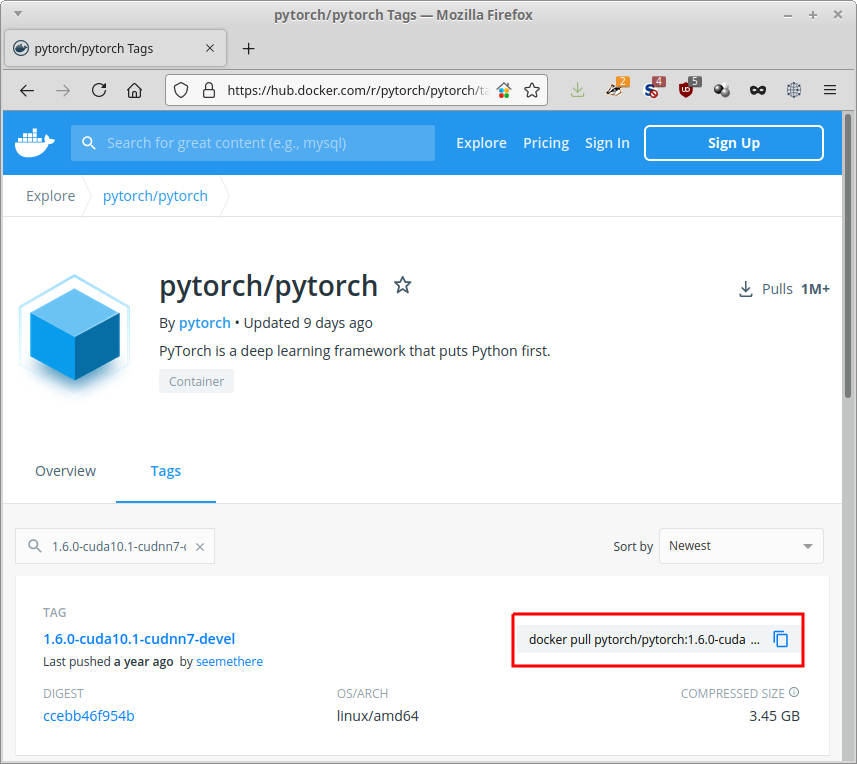 pytorch/pytorch Tags — Mozilla Firefox
pytorch/pytorch Tags
https://hub.docker.com/r/pytorch/pytorch/ta
2
4
5
Search for great content (e.g., mysql)
Explore
Pricing
Sign In
Sign Up
Explore
pytorch/pytorch
pytorch/pytorch
Pulls 1M+
By pytorch • Updated 9 days ago
PyTorch is a deep learning framework that puts Python first.
Container
Overview
Tags
1.6.0-cuda10.1-cudnn7-
Sort by
Newest
TAG
1.6.0-cuda10.1-cudnn7-devel
docker pull pytorch/pytorch:1.6.0-cuda ...
Last pushed a year ago by seemethere
DIGEST
OS/ARCH
COMPRESSED SIZE
ccebb46f954b
linux/amd64
3.45 GB